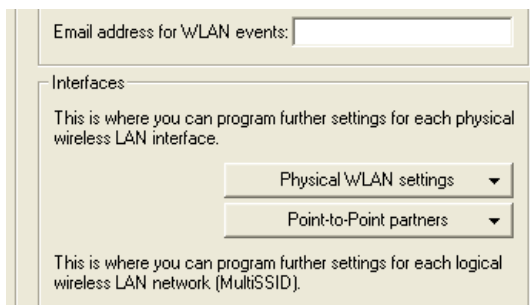 Email address for WLAN events:
Interfaces
This is where you can program further settings for each physical
wireless LAN interface.
Physical WLAN settings
Point-to-Point partners
This is where you can program further settings for each logical
wireless LAN network (MultiSSID).